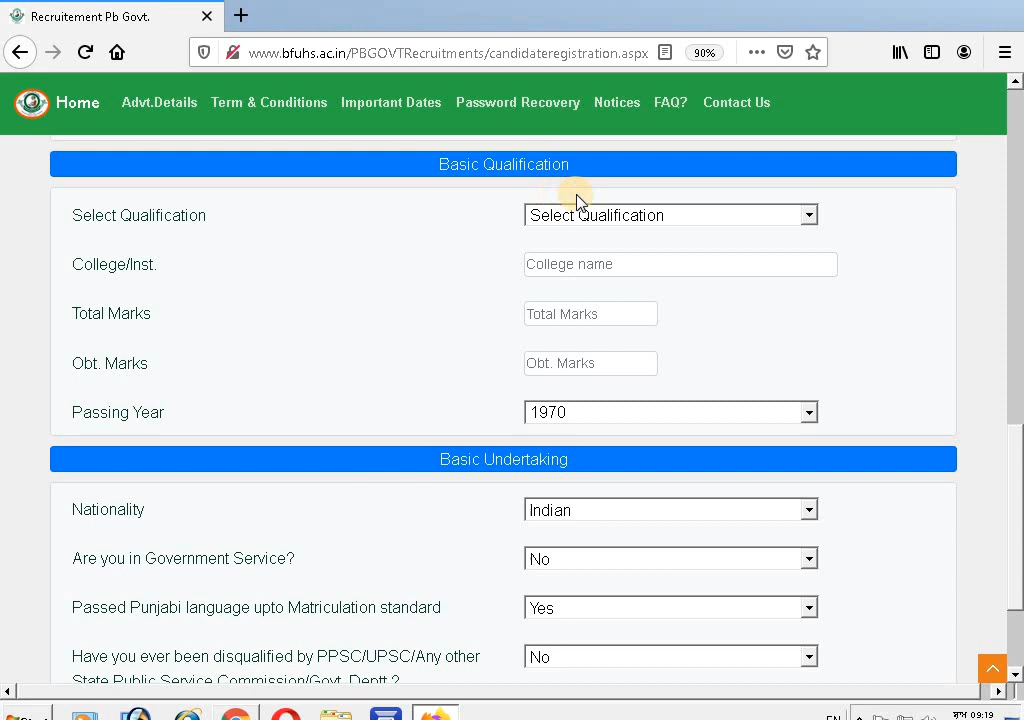 Recruitement Pb Govt.
www.bfuhs.ac.in/PBGOVTRecruitments/candidateregistration.aspx 90%
Home Advt.Details Term & Conditions Important Dates Password Recovery Notices FAQ? Contact Us
Basic Qualification
Select Qualification Select Qualification
College/Inst. College name
Total Marks Total Marks
Obt. Marks Obt. Marks
Passing Year 1970
Basic Undertaking
Nationality Indian
Are you in Government Service? No
Passed Punjabi language upto Matriculation standard Yes
Have you ever been disqualified by PPSC/UPSC/Any other No
State Public Service Commission/Govt. Deptt.?
EN 09:19